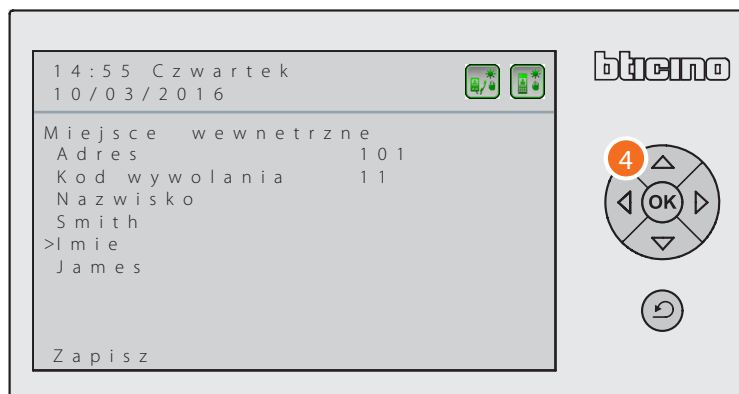 14:55 Czwartek
10/03/2016
bticino
Miejsce wewnetrzne
Adres 101
Kod wywolania 11
Nazwisko
Smith
>Imie
James
Zapisz
4
OK